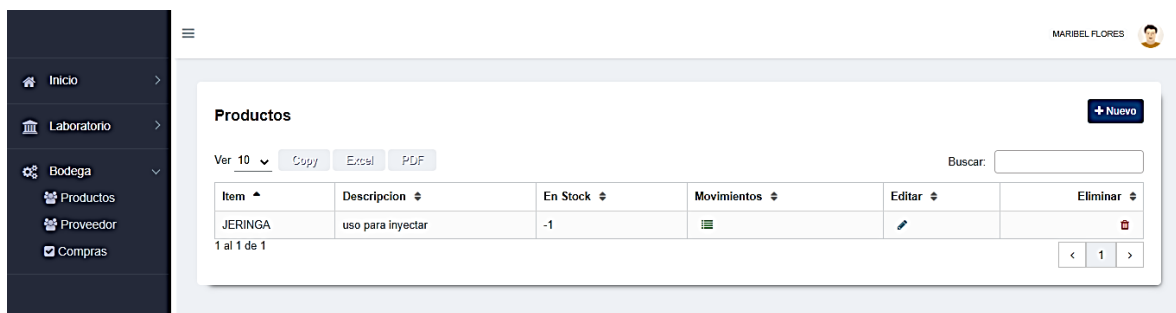 MARIBEL FLORES
Inicio
Laboratorio
Bodega
Productos
Proveedor
Compras
Productos
+ Nuevo
Ver 10 Copy Excel PDF Buscar:
Item Descripcion En Stock Movimientos Editar Eliminar
JERINGA uso para inyectar -1
1 al 1 de 1
‹ 1 ›